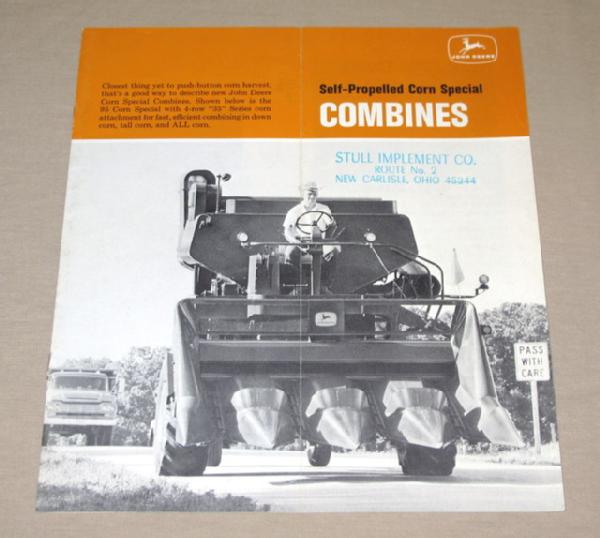 Closest thing yet to push-button corn harvest,
that's a good way to describe new John Deere
Corn Special Combines. Shown below is the
95 Corn Special with 4-row "35" Series corn
attachment for fast, efficient combining in down
corn, tall corn, and ALL corn.
JOHN DEERE
Self-Propelled Corn Special
COMBINES
STULL IMPLEMENT CO.
ROUTE No. 2
NEW CARLISLE, OHIO 45344
PASS
WITH
CARE